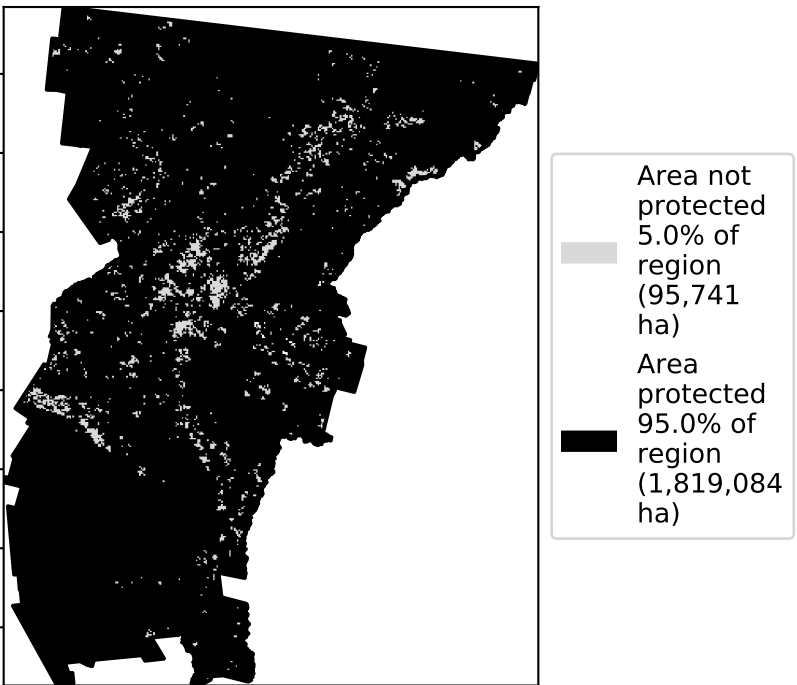 Area not
protected
5.0% of
region
(95,741
ha)
Area
protected
95.0% of
region
(1,819,084
ha)